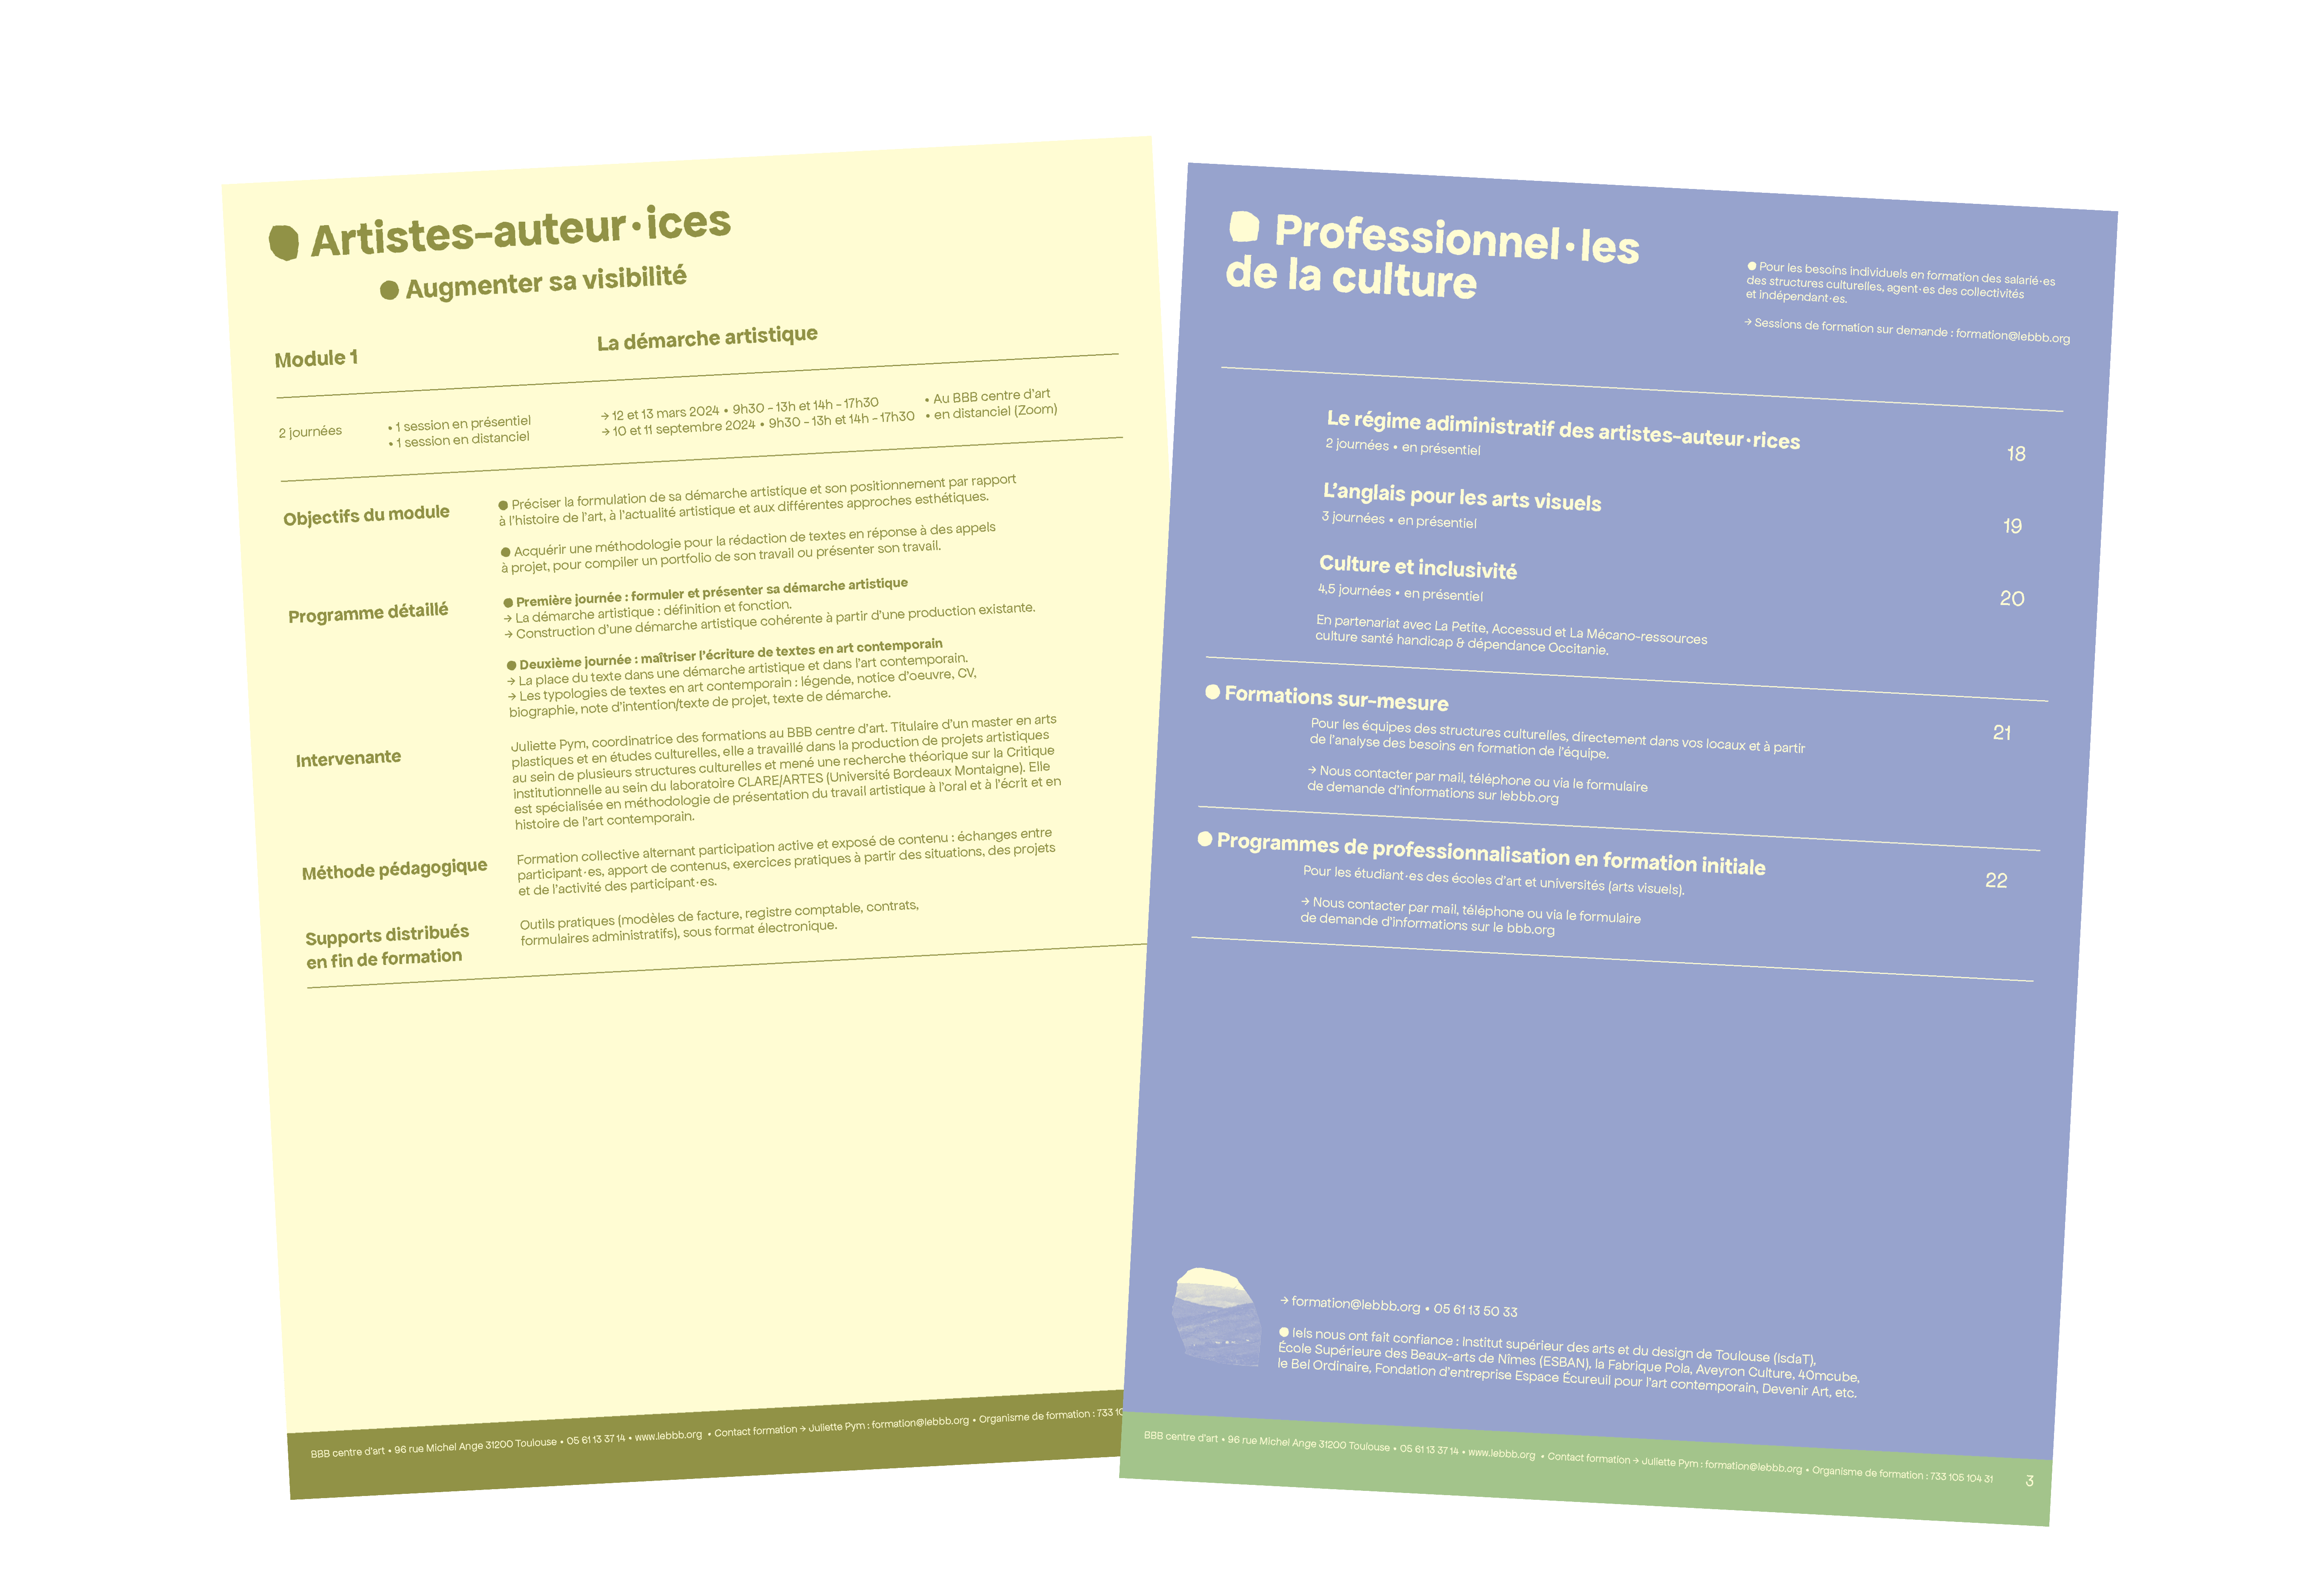 Artistes-auteur·ices
● Augmenter sa visibilité
Module 1
La démarche artistique
2 journées
• 1 session en présentiel
• 1 session en distanciel
→ 12 et 13 mars 2024 • 9h30 - 13h et 14h - 17h30
→ 10 et 11 septembre 2024 • 9h30 - 13h et 14h - 17h30
• Au BBB centre d'art
• en distanciel (Zoom)
Objectifs du module
● Préciser la formulation de sa démarche artistique et son positionnement par rapport
à l'histoire de l'art, à l'actualité artistique et aux différentes approches esthétiques.
● Acquérir une méthodologie pour la rédaction de textes en réponse à des appels
à projet, pour compiler un portfolio de son travail ou présenter son travail.
Programme détaillé
● Première journée : formuler et présenter sa démarche artistique
→ La démarche artistique : définition et fonction.
→ Construction d'une démarche artistique cohérente à partir d'une production existante.
● Deuxième journée : maîtriser l'écriture de textes en art contemporain
→ La place du texte dans une démarche artistique et dans l'art contemporain.
→ Les typologies de textes en art contemporain : légende, notice d'oeuvre, CV,
biographie, note d'intention/texte de projet, texte de démarche.
Intervenante
Juliette Pym, coordinatrice des formations au BBB centre d'art. Titulaire d'un master en arts
plastiques et en études culturelles, elle a travaillé dans la production de projets artistiques
au sein de plusieurs structures culturelles et mené une recherche théorique sur la Critique
institutionnelle au sein du laboratoire CLARE/ARTES (Université Bordeaux Montaigne). Elle
est spécialisée en méthodologie de présentation du travail artistique à l'oral et à l'écrit et en
histoire de l'art contemporain.
Méthode pédagogique
Formation collective alternant participation active et exposé de contenu : échanges entre
participant·es, apport de contenus, exercices pratiques à partir des situations, des projets
et de l'activité des participant·es.
Supports distribués
en fin de formation
Outils pratiques (modèles de facture, registre comptable, contrats,
formulaires administratifs), sous format électronique.
BBB centre d'art • 96 rue Michel Ange 31200 Toulouse • 05 61 13 37 14 • www.lebbb.org • Contact formation → Juliette Pym : formation@lebbb.org • Organisme de formation : 733 10
Professionnel·les
de la culture
● Pour les besoins individuels en formation des salarié·es
des structures culturelles, agent·es des collectivités
et indépendant·es.
→ Sessions de formation sur demande : formation@lebbb.org
Le régime adiministratif des artistes-auteur·rices
2 journées • en présentiel
18
L'anglais pour les arts visuels
3 journées • en présentiel
19
Culture et inclusivité
4,5 journées • en présentiel
20
En partenariat avec La Petite, Accessud et La Mécano-ressources
culture santé handicap & dépendance Occitanie.
● Formations sur-mesure
21
Pour les équipes des structures culturelles, directement dans vos locaux et à partir
de l'analyse des besoins en formation de l'équipe.
→ Nous contacter par mail, téléphone ou via le formulaire
de demande d'informations sur lebbb.org
● Programmes de professionnalisation en formation initiale
22
Pour les étudiant·es des écoles d'art et universités (arts visuels).
→ Nous contacter par mail, téléphone ou via le formulaire
de demande d'informations sur le bbb.org
→ formation@lebbb.org • 05 61 13 50 33
● Iels nous ont fait confiance : Institut supérieur des arts et du design de Toulouse (IsdaT),
École Supérieure des Beaux-arts de Nîmes (ESBAN), la Fabrique Pola, Aveyron Culture, 40mcube,
le Bel Ordinaire, Fondation d'entreprise Espace Écureuil pour l'art contemporain, Devenir Art, etc.
BBB centre d'art • 96 rue Michel Ange 31200 Toulouse • 05 61 13 37 14 • www.lebbb.org • Contact formation → Juliette Pym : formation@lebbb.org • Organisme de formation : 733 105 104 31
3